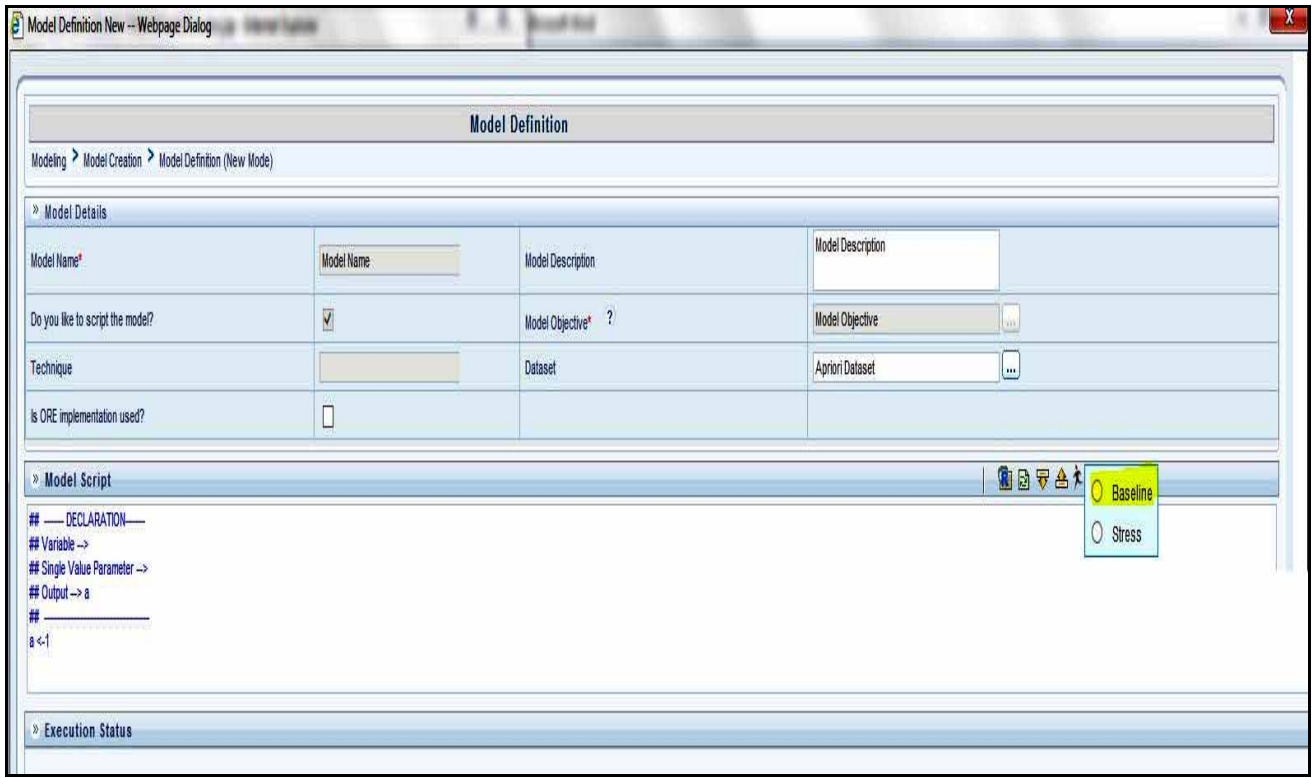 Model Definition New -- Webpage Dialog
X
Model Definition
Modeling > Model Creation > Model Definition (New Mode)
» Model Details
Model Name* Model Name Model Description Model Description
Do you like to script the model? Model Objective* ? Model Objective ...
Technique Dataset Apriori Dataset ...
Is ORE implementation used?
» Model Script
Baseline
Stress
## ------ DECLARATION------
## Variable -->
## Single Value Parameter -->
## Output --> a
## ------------------------------
a <-1
» Execution Status